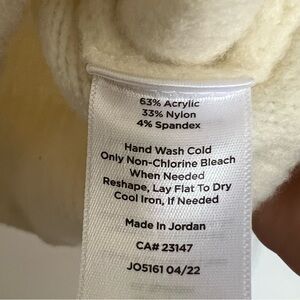 63% Acrylic
33% Nylon
4% Spandex
Hand Wash Cold
Only Non-Chlorine Bleach
When Needed
Reshape, Lay Flat To Dry
Cool Iron, If Needed
Made In Jordan
CA# 23147
JO5161 04/22